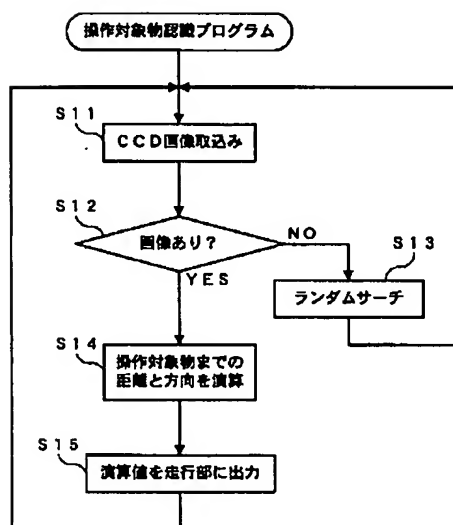 操作対象物認識プログラム
S11
CCD画像取込み
S12
画像あり？
NO
S13
YES
ランダムサーチ
S14
操作対象物までの
距離と方向を演算
S15
演算値を走行部に出力